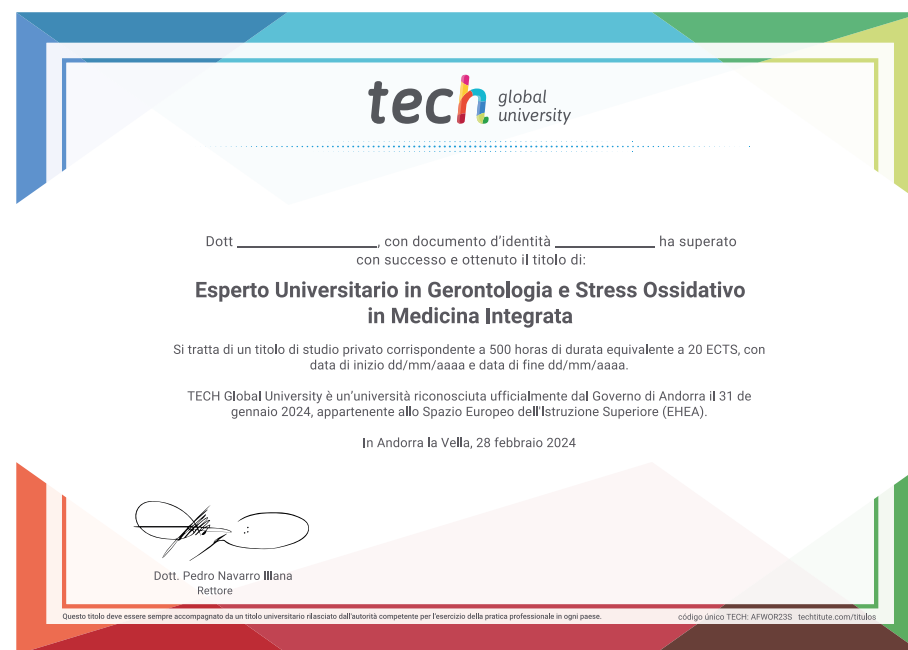 tech global university
Dott ________________, con documento d'identità ____________ ha superato
con successo e ottenuto il titolo di:
Esperto Universitario in Gerontologia e Stress Ossidativo
in Medicina Integrata
Si tratta di un titolo di studio privato corrispondente a 500 horas di durata equivalente a 20 ECTS, con
data di inizio dd/mm/aaaa e data di fine dd/mm/aaaa.
TECH Global University è un'università riconosciuta ufficialmente dal Governo di Andorra il 31 de
gennaio 2024, appartenente allo Spazio Europeo dell'Istruzione Superiore (EHEA).
In Andorra la Vella, 28 febbraio 2024
Dott. Pedro Navarro Illana
Rettore
Questo titolo deve essere sempre accompagnato da un titolo universitario rilasciato dall'autorità competente per l'esercizio della pratica professionale in ogni paese.
código único TECH: AFWOR23S techtitute.com/titulos